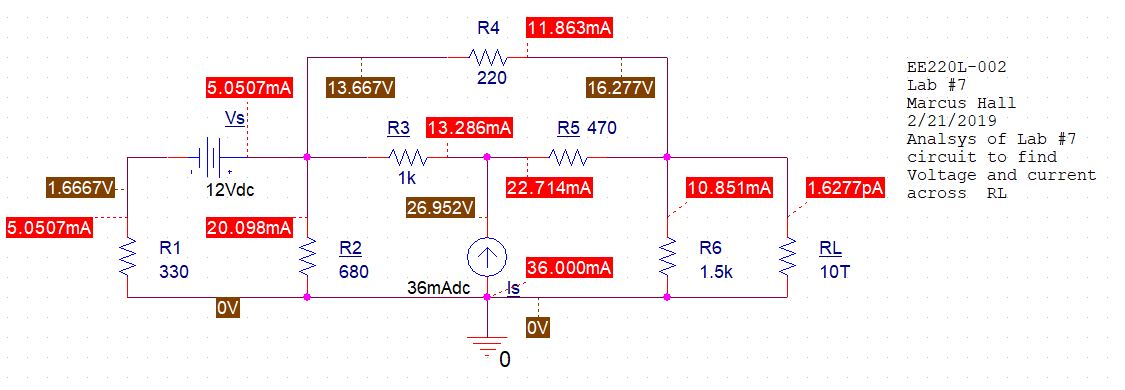 R4
11.863mA
220
13.667V
16.277V
5.0507mA
Vs
12Vdc
R3
13.286mA
1k
R5 470
22.714mA
1.6667V
5.0507mA
20.098mA
26.952V
10.851mA
1.6277pA
R1
330
R2
680
36.000mA
36mAdc
Is
R6
1.5k
RL
10T
0V
0V
0
EE220L-002
Lab #7
Marcus Hall
2/21/2019
Analsys of Lab #7
circuit to find
Voltage and current
across RL